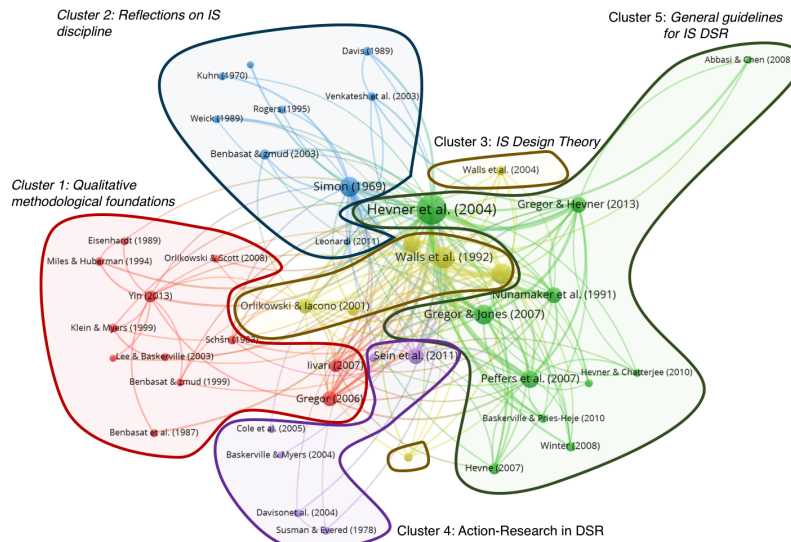 Cluster 2: Reflections on IS
discipline
Cluster 5: General guidelines
for IS DSR
Davis (1989)
Abbasi & Chen (2008
Kuhn (1970)
Venkatesh et al. (2003)
Rogers (1995)
Weick (1989)
Cluster 3: IS Design Theory
Benbasat & zmud (2003)
Walls et al. (2004)
Cluster 1: Qualitative
methodological foundations
Simon (1969)
Hevner et al. (2004)
Gregor & Hevner (2013)
Eisenhardt (1989)
Leonardi (2011)
Miles & Huberman (1994)
Orlikowski & Scott (2008)
Walls et al. (1992)
Yin (2013)
Nunamaker et al. (1991)
Orlikowski & Iacono (2001)
Gregor & Jones (2007)
Klein & Myers (1999)
Schšn (1983)
Lee & Baskerville (2003)
Sein et al. (2011)
Iivari (2007)
Hevner & Chatterjee (2010)
Benbasat & zmud (1999)
Peffers et al. (2007)
Gregor (2006)
Baskerville & Pries-Heje (2010
Cole et al. (2005)
Benbasat et al. (1987)
Winter (2008)
Baskerville & Myers (2004)
Hevne (2007)
Davisonet al. (2004)
Susman & Evered (1978)
Cluster 4: Action-Research in DSR